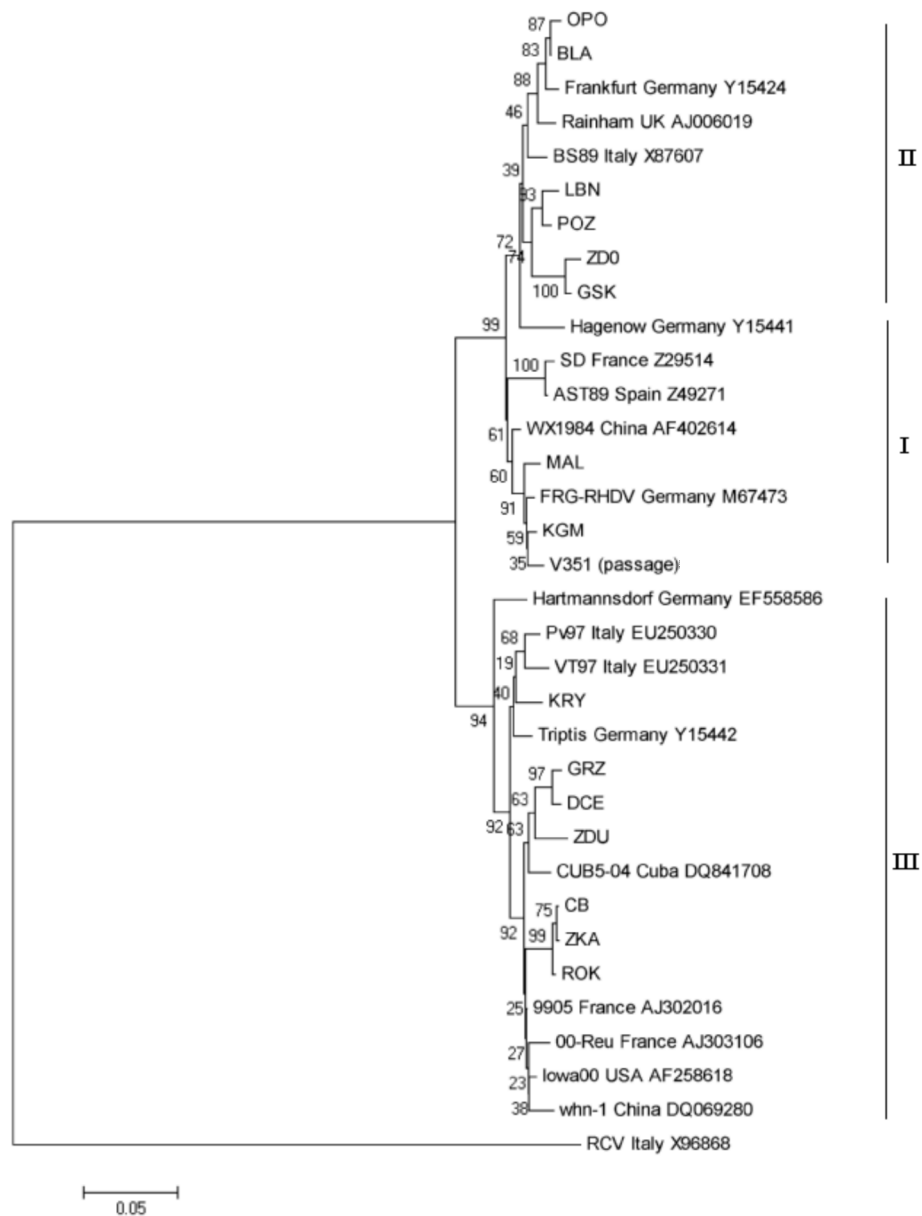 87 OPO
83 BLA
88 Frankfurt Germany Y15424
46 Rainham UK AJ006019
BS89 Italy X87607
II
39
93 LBN
POZ
72
74 ZD0
100 GSK
Hagenow Germany Y15441
99
100 SD France Z29514
AST89 Spain Z49271
61 WX1984 China AF402614
I
MAL
60
91 FRG-RHDV Germany M67473
59 KGM
35 V351 (passage)
Hartmannsdorf Germany EF558586
68 Pv97 Italy EU250330
19 VT97 Italy EU250331
40 KRY
94 Triptis Germany Y15442
97 GRZ
63 DCE
92 63 ZDU
III
CUB5-04 Cuba DQ841708
75 CB
92 99 ZKA
ROK
25 9905 France AJ302016
27 00-Reu France AJ303106
23 Iowa00 USA AF258618
38 whn-1 China DQ069280
RCV Italy X96868
0.05